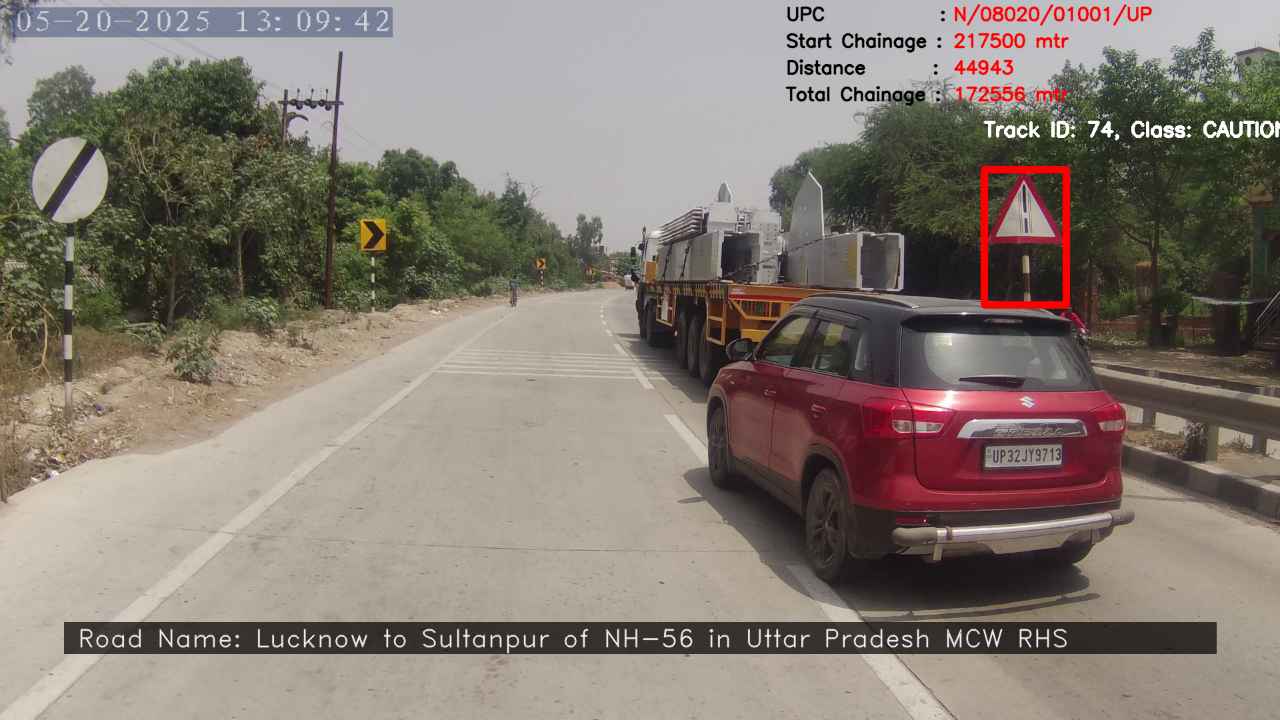 05-20-2025 13:09:42
UPC : N/08020/01001/UP
Start Chainage : 217500 mtr
Distance : 44943
Total Chainage : 172556 mtr
Track ID: 74, Class: CAUTION
UP32JY9713
Road Name: Lucknow to Sultanpur of NH-56 in Uttar Pradesh MCW RHS